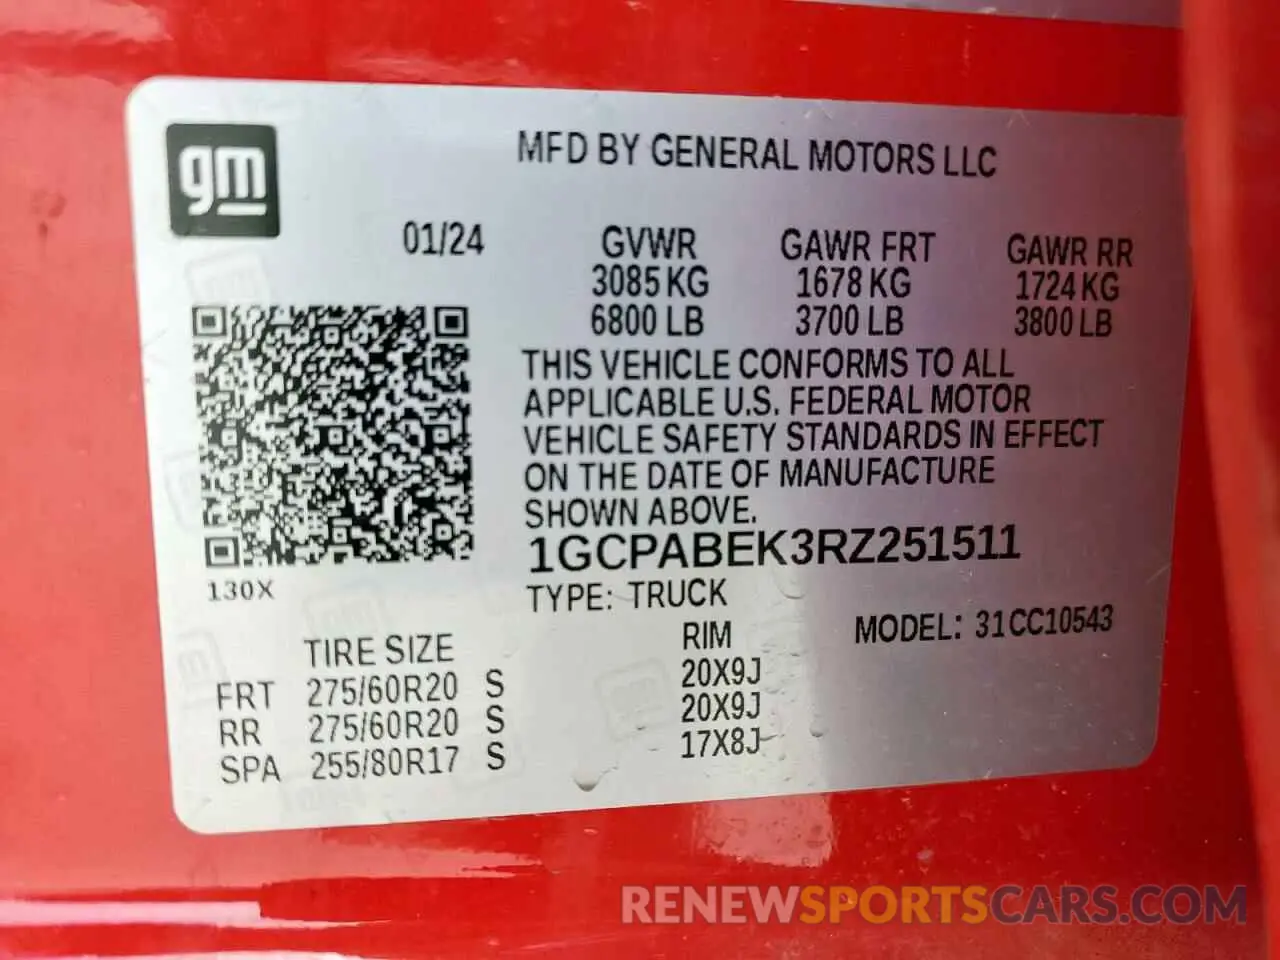 gm
MFD BY GENERAL MOTORS LLC
01/24
GVWR GAWR FRT GAWR RR
3085 KG 1678 KG 1724 KG
6800 LB 3700 LB 3800 LB
THIS VEHICLE CONFORMS TO ALL
APPLICABLE U.S. FEDERAL MOTOR
VEHICLE SAFETY STANDARDS IN EFFECT
ON THE DATE OF MANUFACTURE
SHOWN ABOVE.
1GCPABEK3RZ251511
130X
TYPE: TRUCK
MODEL: 31CC10543
TIRE SIZE RIM
FRT 275/60R20 S 20X9J
RR 275/60R20 S 20X9J
SPA 255/80R17 S 17X8J
RENEWSPORTSCARS.COM